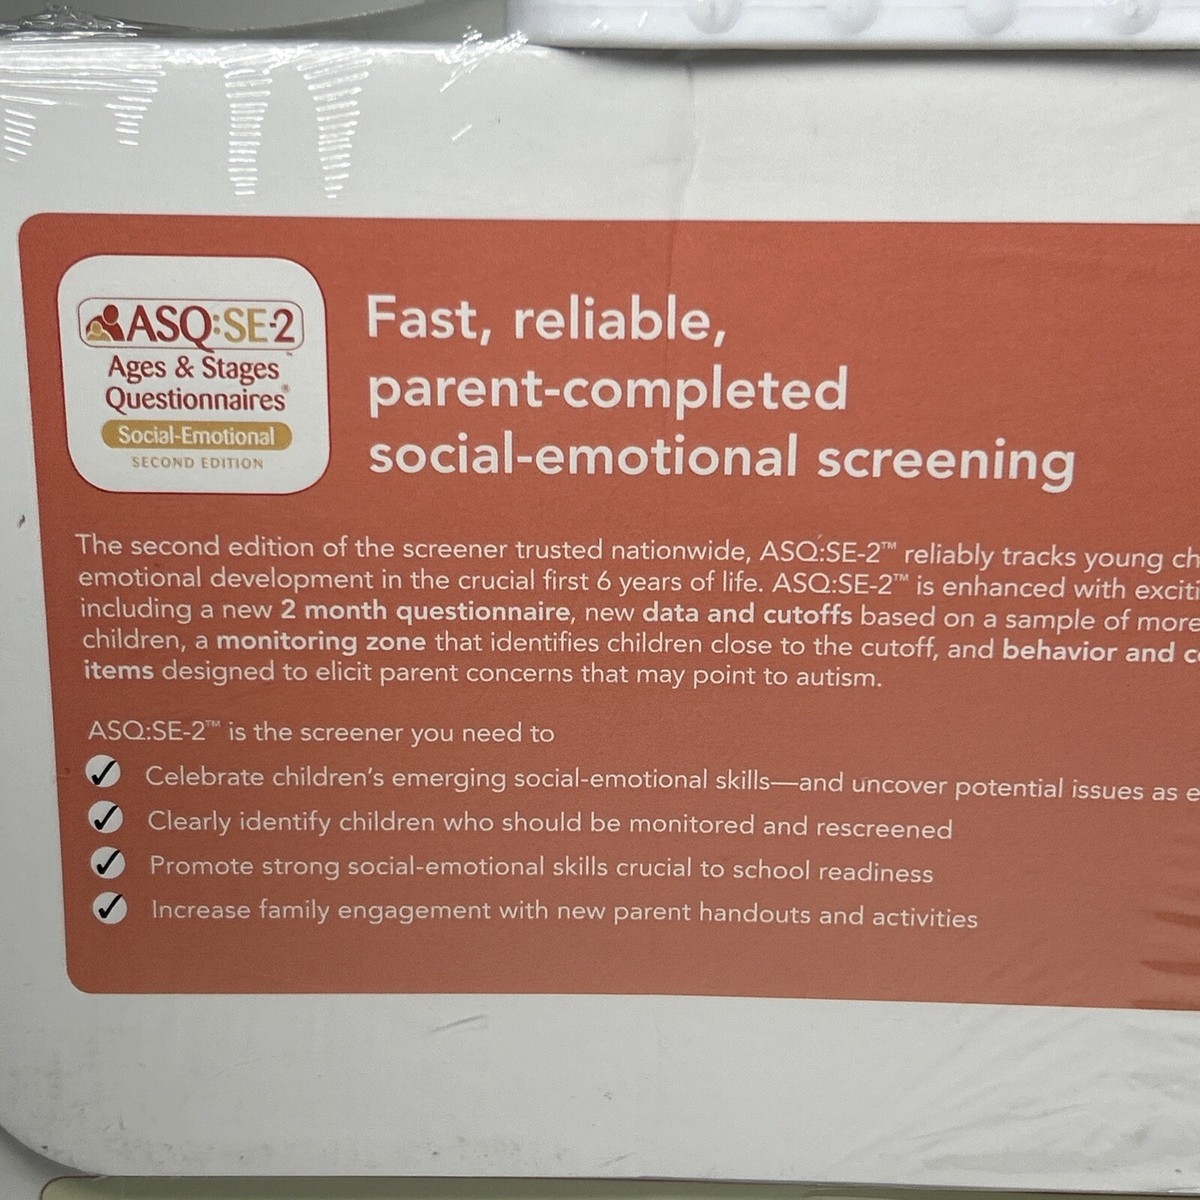 ASQ:SE-2™
Ages & Stages
Questionnaires®
Social-Emotional
SECOND EDITION
Fast, reliable,
parent-completed
social-emotional screening
The second edition of the screener trusted nationwide, ASQ:SE-2™ reliably tracks young ch
emotional development in the crucial first 6 years of life. ASQ:SE-2™ is enhanced with exciti
including a new 2 month questionnaire, new data and cutoffs based on a sample of more
children, a monitoring zone that identifies children close to the cutoff, and behavior and c
items designed to elicit parent concerns that may point to autism.
ASQ:SE-2™ is the screener you need to
Celebrate children's emerging social-emotional skills—and uncover potential issues as e
Clearly identify children who should be monitored and rescreened
Promote strong social-emotional skills crucial to school readiness
Increase family engagement with new parent handouts and activities